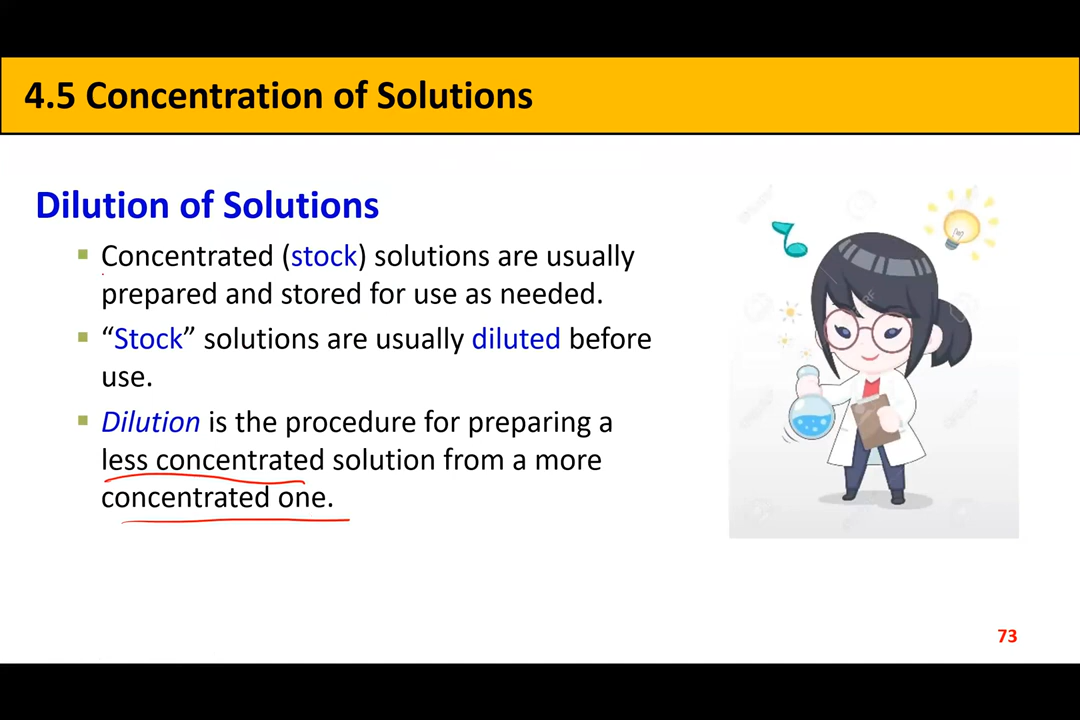 4.5 Concentration of Solutions
Dilution of Solutions
▪ Concentrated (stock) solutions are usually
prepared and stored for use as needed.
▪ “Stock” solutions are usually diluted before
use.
▪ Dilution is the procedure for preparing a
less concentrated solution from a more
concentrated one.
73